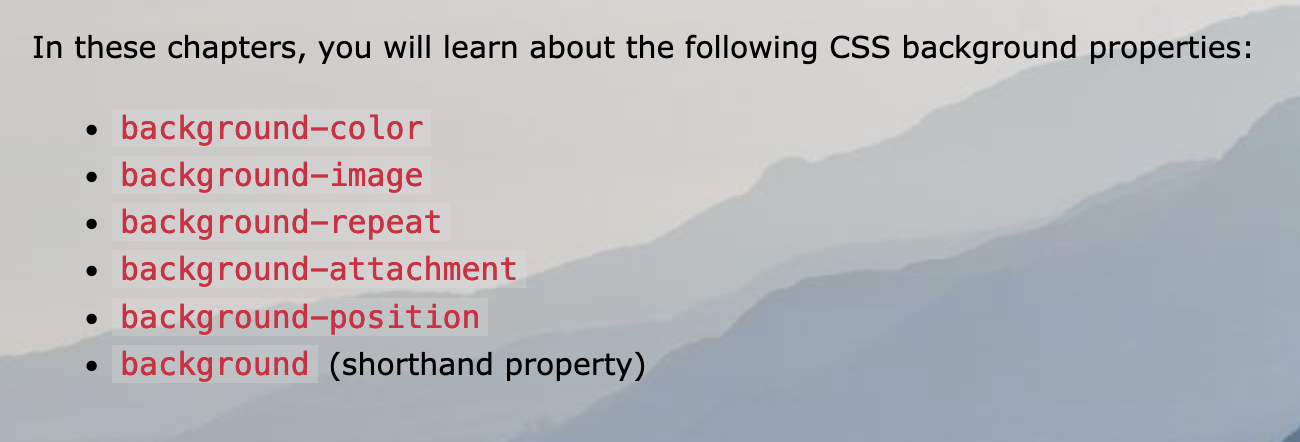 In these chapters, you will learn about the following CSS background properties:
• background-color
• background-image
• background-repeat
• background-attachment
• background-position
• background (shorthand property)